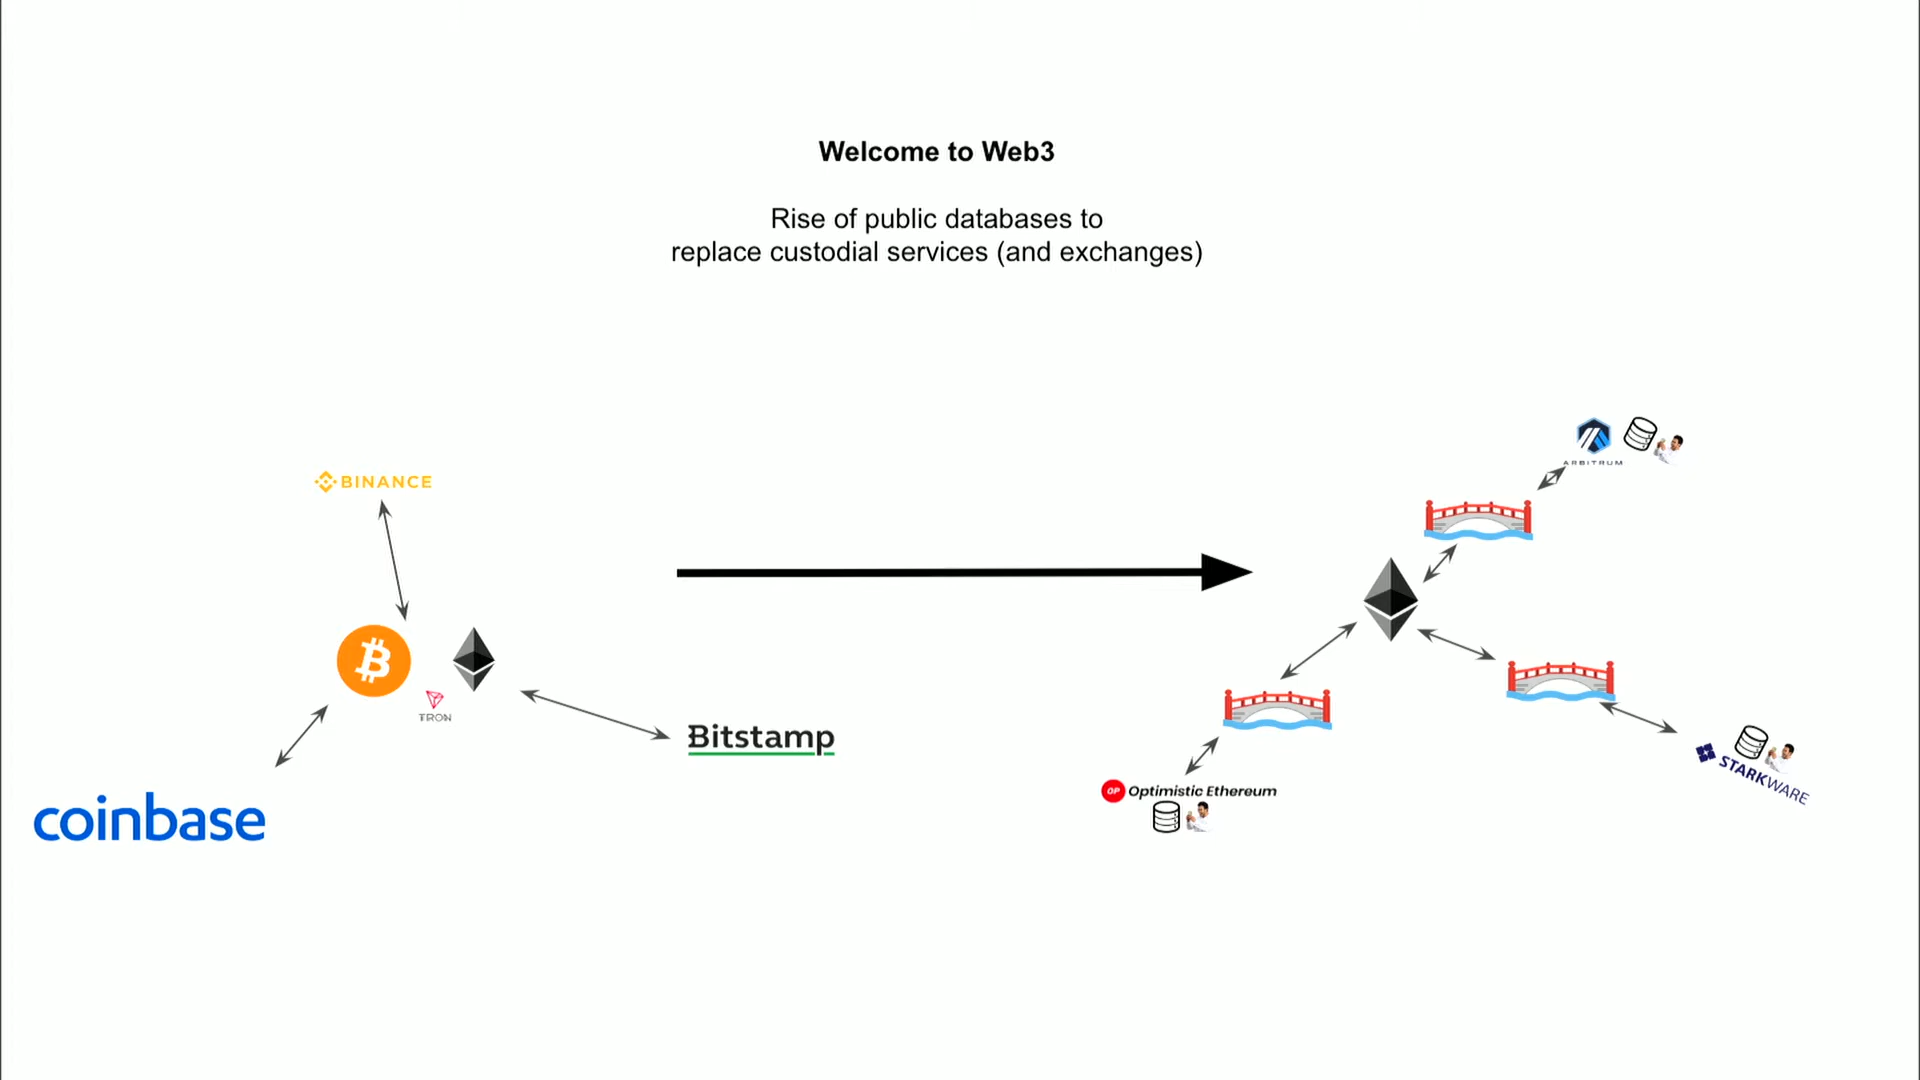 Welcome to Web3
Rise of public databases to
replace custodial services (and exchanges)
ARBITRUM
BINANCE
TRON
Bitstamp
STARKWARE
OP Optimistic Ethereum
coinbase